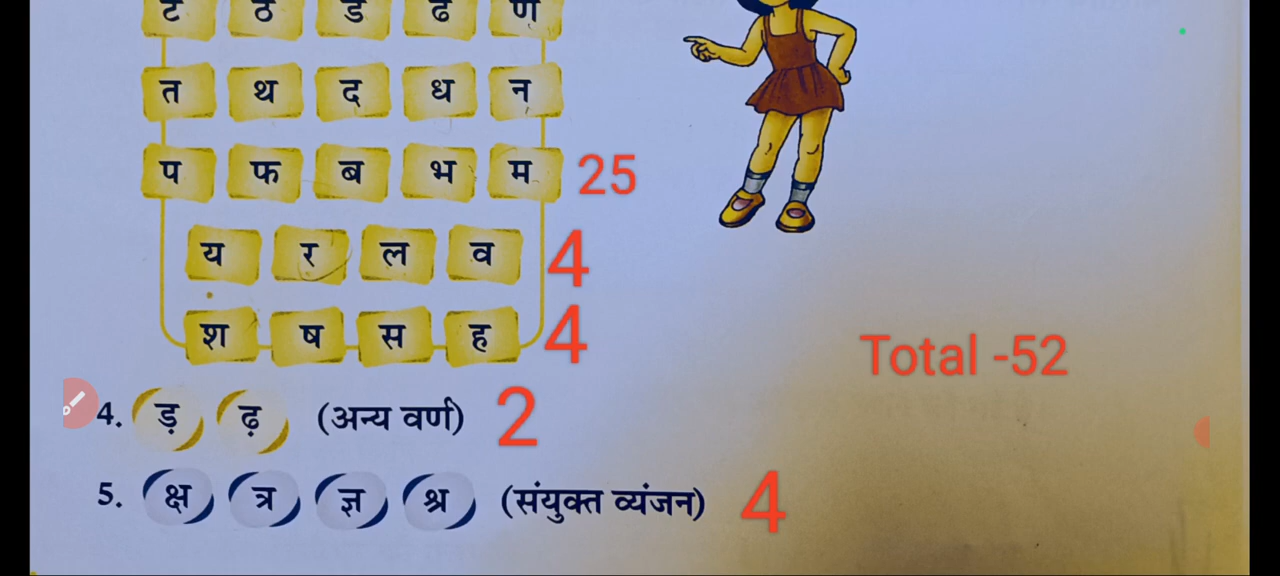 ट ठ ड ढ ण
त थ द ध न
प फ ब भ म 25
य र ल व 4
श ष स ह 4
Total -52
4. ड़ ढ़ (अन्य वर्ण) 2
5. क्ष त्र ज्ञ श्र (संयुक्त व्यंजन) 4